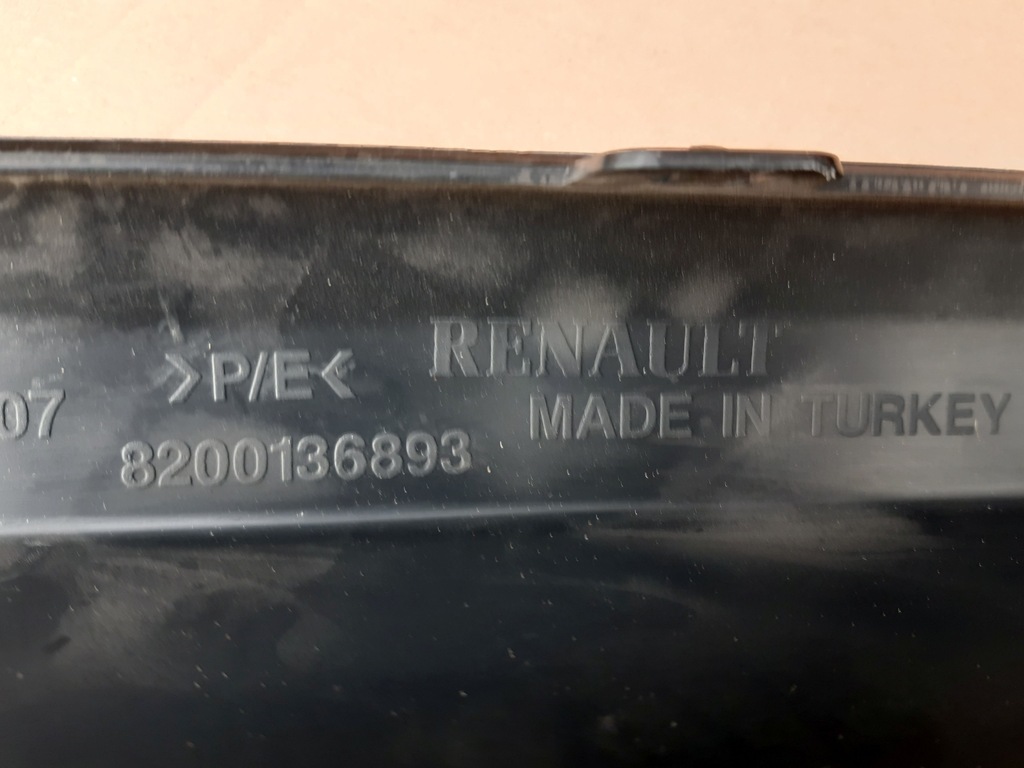 >P/E< RENAULT
07 MADE IN TURKEY
8200136893